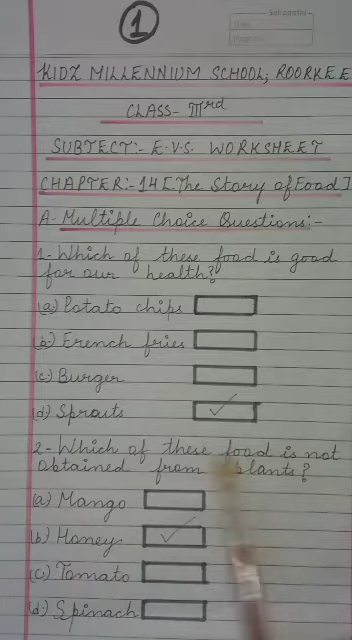 1
KIDZ MILLENNIUM SCHOOL, ROORKEE
CLASS- IIIrd
SUBTECT:- E.V.S. WORKSHEET
CHAPTER:-14 [The Story of Food]
A- Multiple Choice Questions:-
1- Which of these food is good
for our health?
(a) Potato chips
(b) French fries
(c) Burger
(d) Sprouts ✓
2- Which of these food is not
obtained from plants?
(a) Mango
(b) Honey ✓
(c) Tomato
(d) Spinach